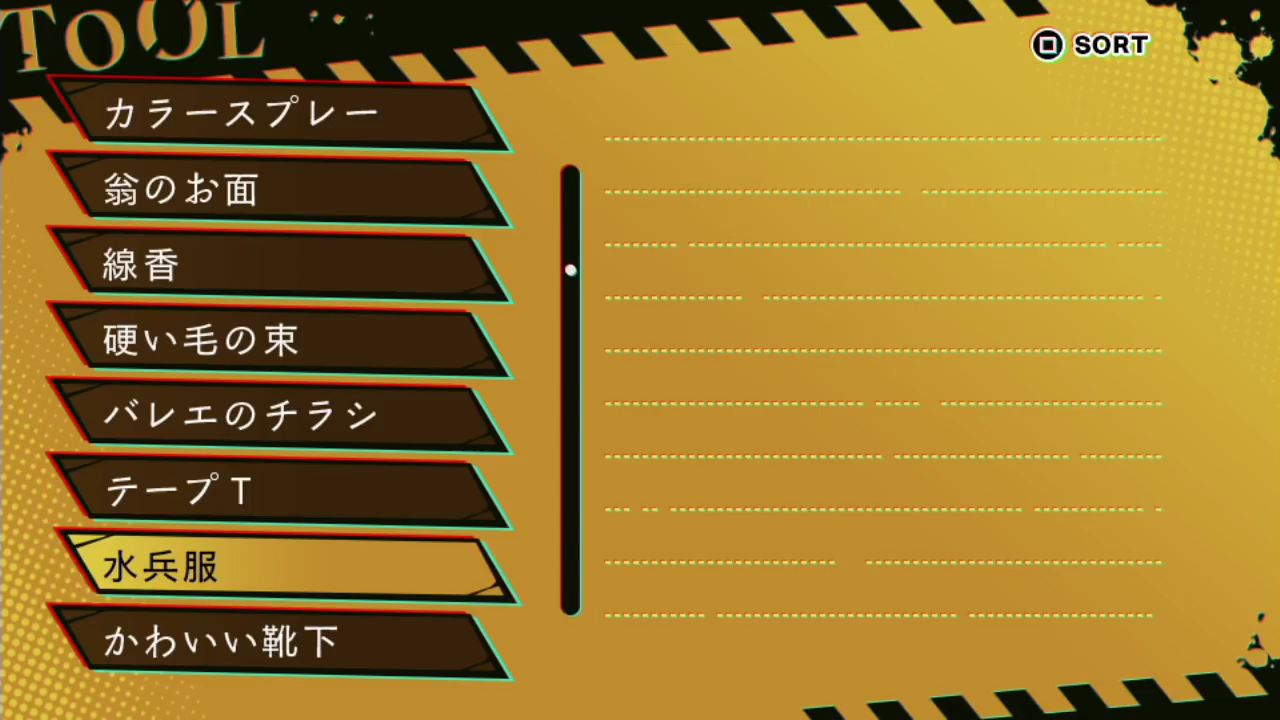 TOOL
SORT
カラースプレー
翁のお面
線香
硬い毛の束
バレエのチラシ
テープT
水兵服
かわいい靴下